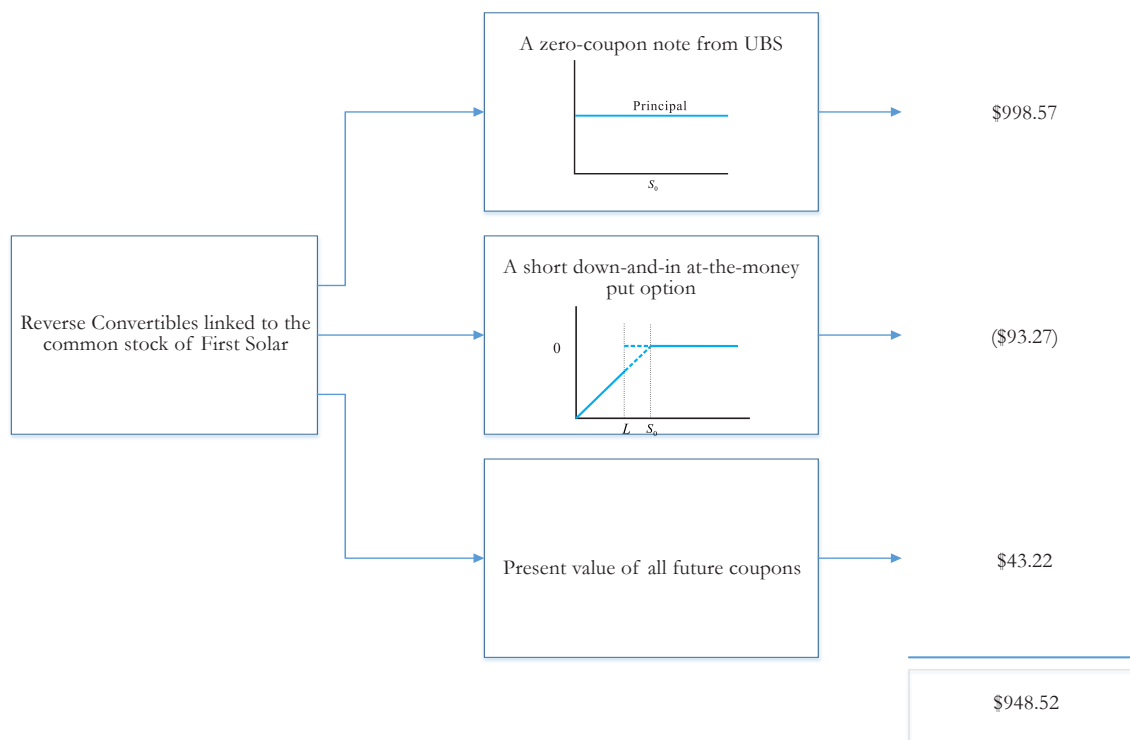 A zero-coupon note from UBS
Principal
S₀
$998.57
Reverse Convertibles linked to the
common stock of First Solar
A short down-and-in at-the-money
put option
0
L S₀
($93.27)
Present value of all future coupons
$43.22
$948.52